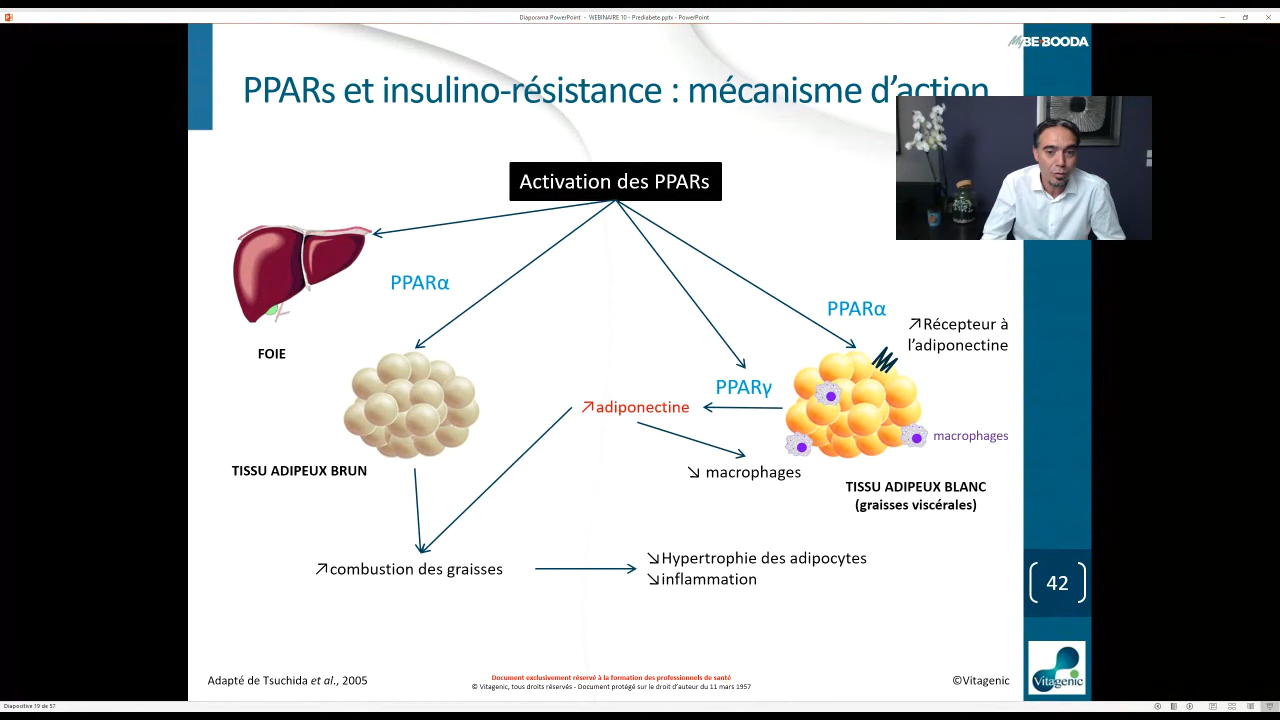 Diaporama PowerPoint - WEBINAIRE 10 - Prediabete.pptx - PowerPoint
MyBE-BOODA
PPARs et insulino-résistance : mécanisme d'action
Activation des PPARs
PPARα
PPARα
↗Récepteur à
l'adiponectine
FOIE
PPARγ
↗adiponectine
macrophages
TISSU ADIPEUX BRUN
↘ macrophages
TISSU ADIPEUX BLANC
(graisses viscérales)
↗combustion des graisses
↘Hypertrophie des adipocytes
↘inflammation
42
Adapté de Tsuchida et al., 2005
Document exclusivement réservé à la formation des professionnels de santé
© Vitagenic, tous droits réservés - Document protégé sur le droit d'auteur du 11 mars 1957
©Vitagenic
Vitagenic
Diapositive 19 de 57